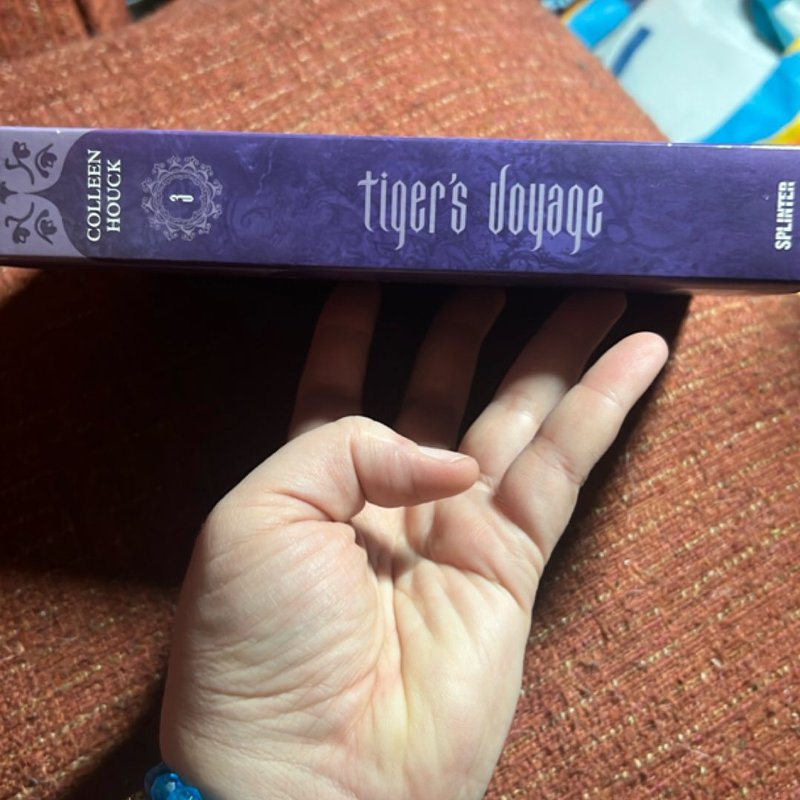 COLLEEN
HOUCK
3
tiger's voyage
SPLINTER